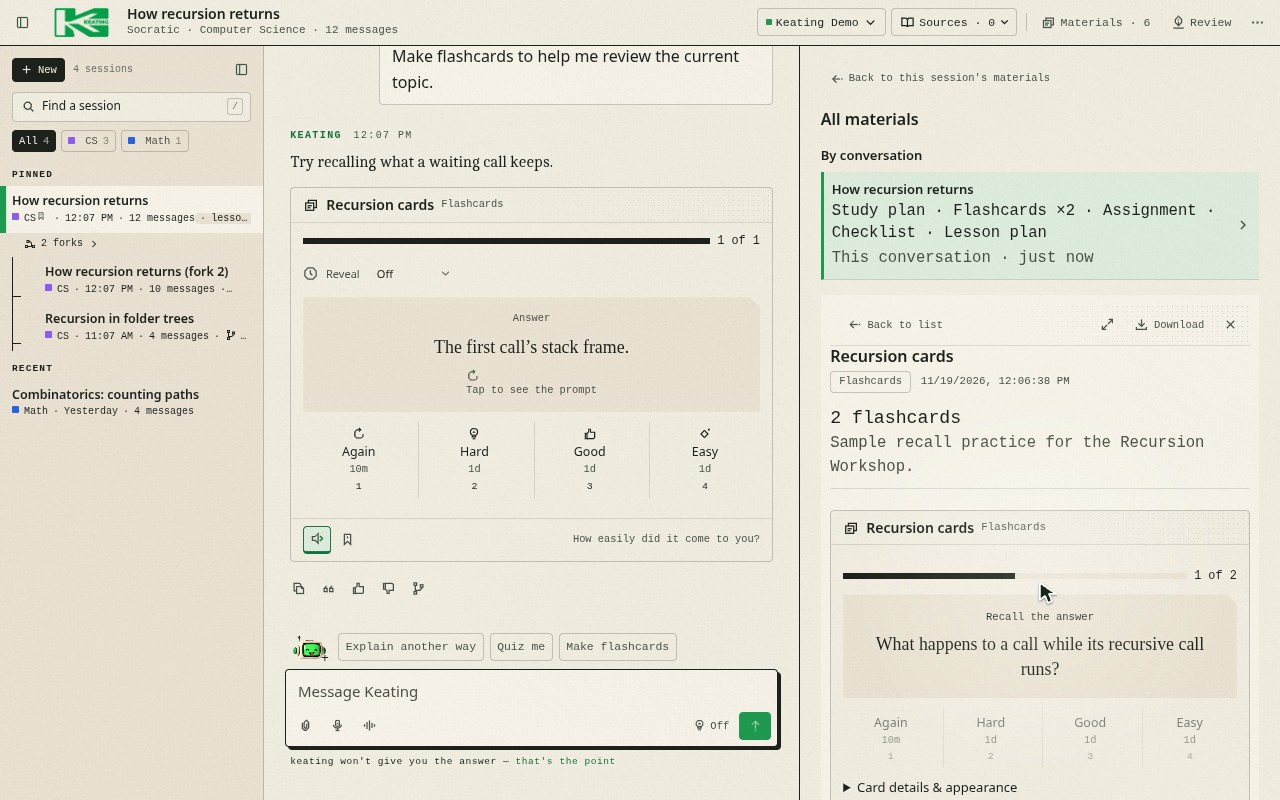 KEATING
How recursion returns
Socratic · Computer Science · 12 messages
Keating Demo
Sources · 0
Materials · 6
Review
New
4 sessions
Find a session
/
All 4
CS 3
Math 1
PINNED
How recursion returns
CS · 12:07 PM · 12 messages · lesso…
2 forks
How recursion returns (fork 2)
CS · 12:07 PM · 10 messages ·…
Recursion in folder trees
CS · 11:07 AM · 4 messages · …
RECENT
Combinatorics: counting paths
Math · Yesterday · 4 messages
Make flashcards to help me review the current
topic.
KEATING 12:07 PM
Try recalling what a waiting call keeps.
Recursion cards Flashcards
1 of 1
Reveal Off
Answer
The first call’s stack frame.
Tap to see the prompt
Again
10m
1
Hard
1d
2
Good
1d
3
Easy
1d
4
How easily did it come to you?
Explain another way
Quiz me
Make flashcards
Message Keating
Off
keating won’t give you the answer — that’s the point
Back to this session's materials
All materials
By conversation
How recursion returns
Study plan · Flashcards ×2 · Assignment ·
Checklist · Lesson plan
This conversation · just now
Back to list
Download
Recursion cards
Flashcards 11/19/2026, 12:06:38 PM
2 flashcards
Sample recall practice for the Recursion
Workshop.
Recursion cards Flashcards
1 of 2
Recall the answer
What happens to a call while its recursive call
runs?
Again
10m
1
Hard
1d
2
Good
1d
3
Easy
1d
4
Card details & appearance